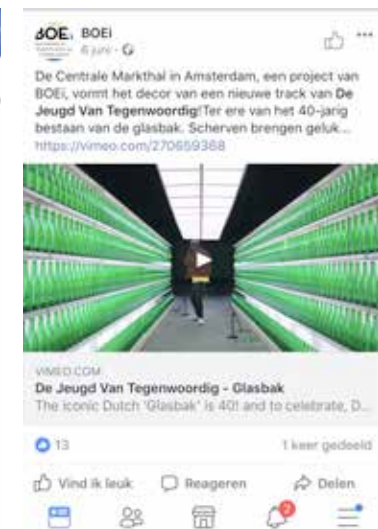 BOEi
BOEi
6 juni
De Centrale Markthal in Amsterdam, een project van
BOEi, vormt het decor van een nieuwe track van De
Jeugd Van Tegenwoordig!Ter ere van het 40-jarig
bestaan van de glasbak. Scherven brengen geluk...
https://vimeo.com/270659368
VIMEO.COM
De Jeugd Van Tegenwoordig - Glasbak
The iconic Dutch 'Glasbak' is 40! and to celebrate, D...
13
1 keer gedeeld
Vind ik leuk
Reageren
Delen
2